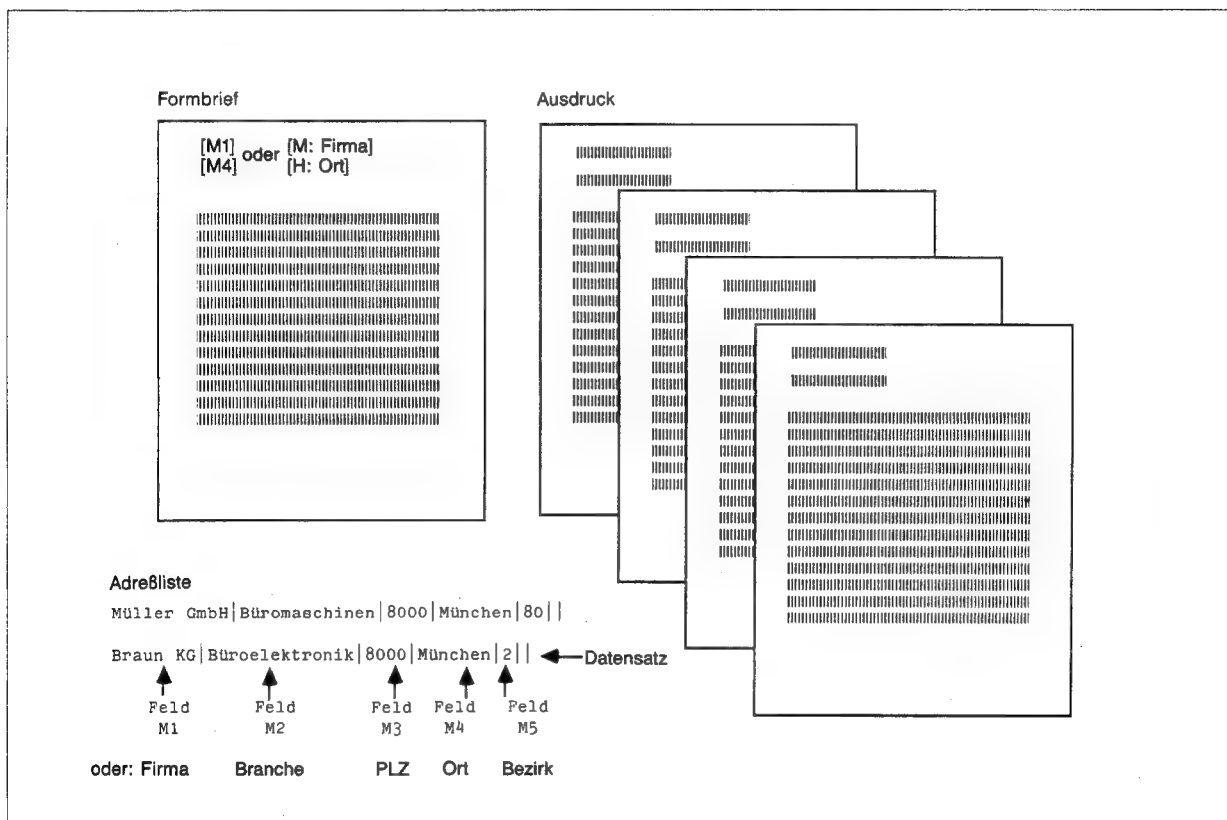 Formbrief
[M1] oder [M: Firma]
[M4] [H: Ort]
Ausdruck
Adreßliste
Müller GmbH|Büromaschinen|8000|München|80||
Braun KG|Büroelektronik|8000|München|2|| Datensatz
Feld Feld Feld Feld Feld
M1 M2 M3 M4 M5
oder: Firma Branche PLZ Ort Bezirk